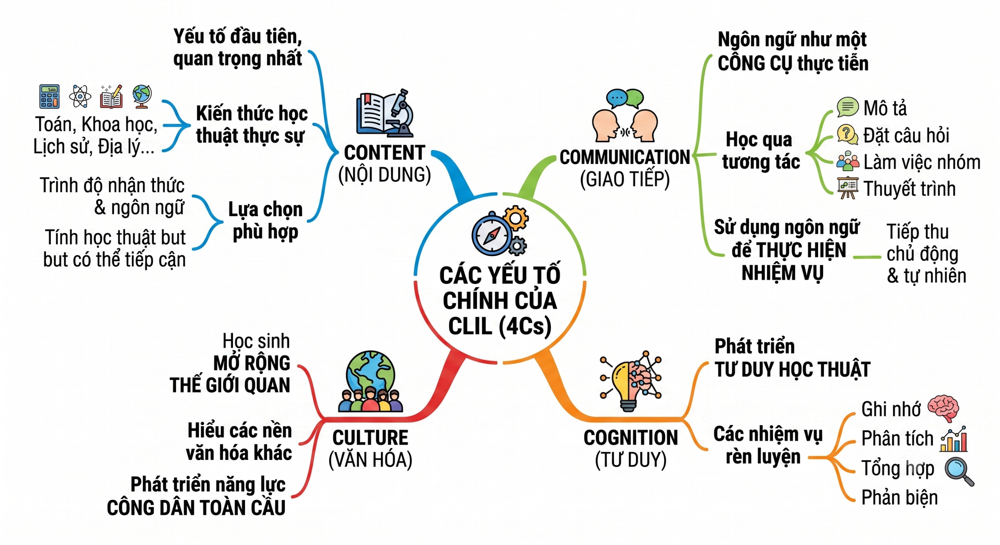 CÁC YẾU TỐ
CHÍNH CỦA
CLIL (4Cs)
CONTENT
(NỘI DUNG)
Yếu tố đầu tiên,
quan trọng nhất
Kiến thức học
thuật thực sự
Toán, Khoa học,
Lịch sử, Địa lý...
Lựa chọn
phù hợp
Trình độ nhận thức
& ngôn ngữ
Tính học thuật but
but có thể tiếp cận
COMMUNICATION
(GIAO TIẾP)
Ngôn ngữ như một
CÔNG CỤ thực tiễn
Học qua
tương tác
Mô tả
Đặt câu hỏi
Làm việc nhóm
Thuyết trình
Sử dụng ngôn ngữ
để THỰC HIỆN
NHIỆM VỤ
Tiếp thu
chủ động
& tự nhiên
CULTURE
(VĂN HÓA)
Học sinh
MỞ RỘNG
THẾ GIỚI QUAN
Hiểu các nền
văn hóa khác
Phát triển năng lực
CÔNG DÂN TOÀN CẦU
COGNITION
(TƯ DUY)
Phát triển
TƯ DUY HỌC THUẬT
Các nhiệm vụ
rèn luyện
Ghi nhớ
Phân tích
Tổng hợp
Phản biện